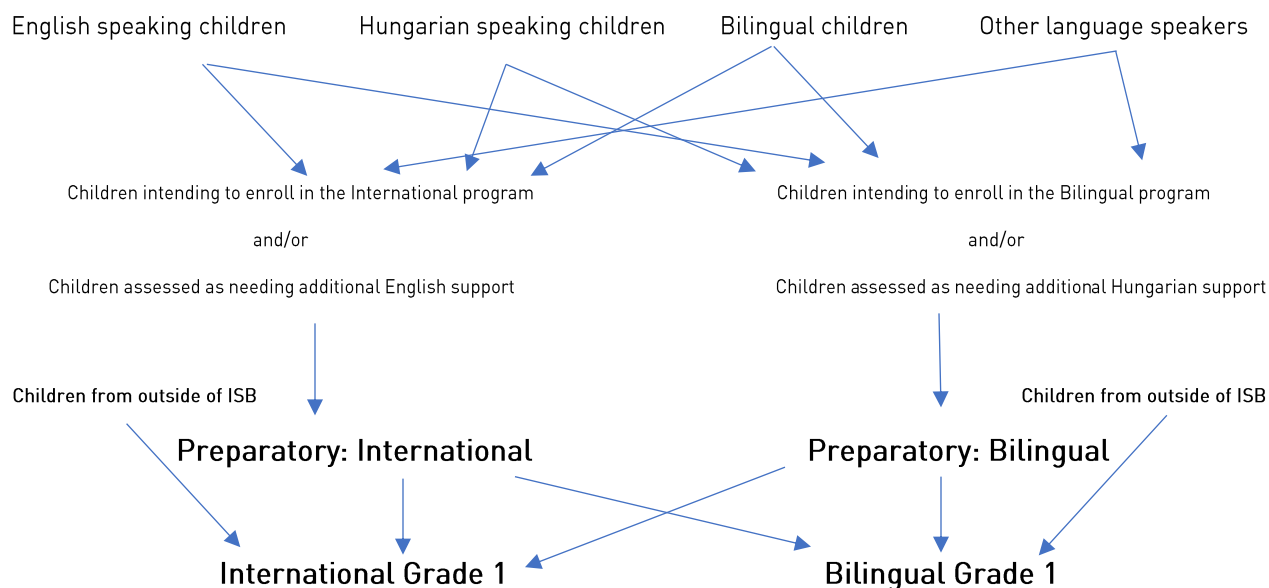 English speaking children
Hungarian speaking children
Bilingual children
Other language speakers
Children intending to enroll in the International program
Children intending to enroll in the Bilingual program
and/or
and/or
Children assessed as needing additional English support
Children assessed as needing additional Hungarian support
Children from outside of ISB
Children from outside of ISB
Preparatory: International
Preparatory: Bilingual
International Grade 1
Bilingual Grade 1